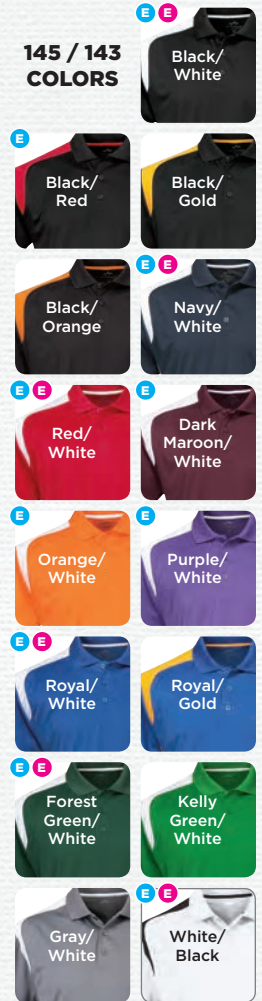 145 / 143
COLORS
E E
Black/
White
E
Black/
Red
Black/
Gold
Black/
Orange
E E
Navy/
White
E E
Red/
White
E
Dark
Maroon/
White
E
Orange/
White
E
Purple/
White
E E
Royal/
White
Royal/
Gold
E E
Forest
Green/
White
Kelly
Green/
White
Gray/
White
E E
White/
Black